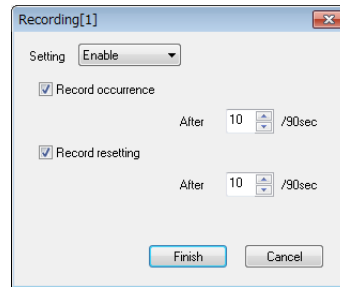 Recording[1]
Setting Enable
Record occurrence
After 10 /90sec
Record resetting
After 10 /90sec
Finish Cancel